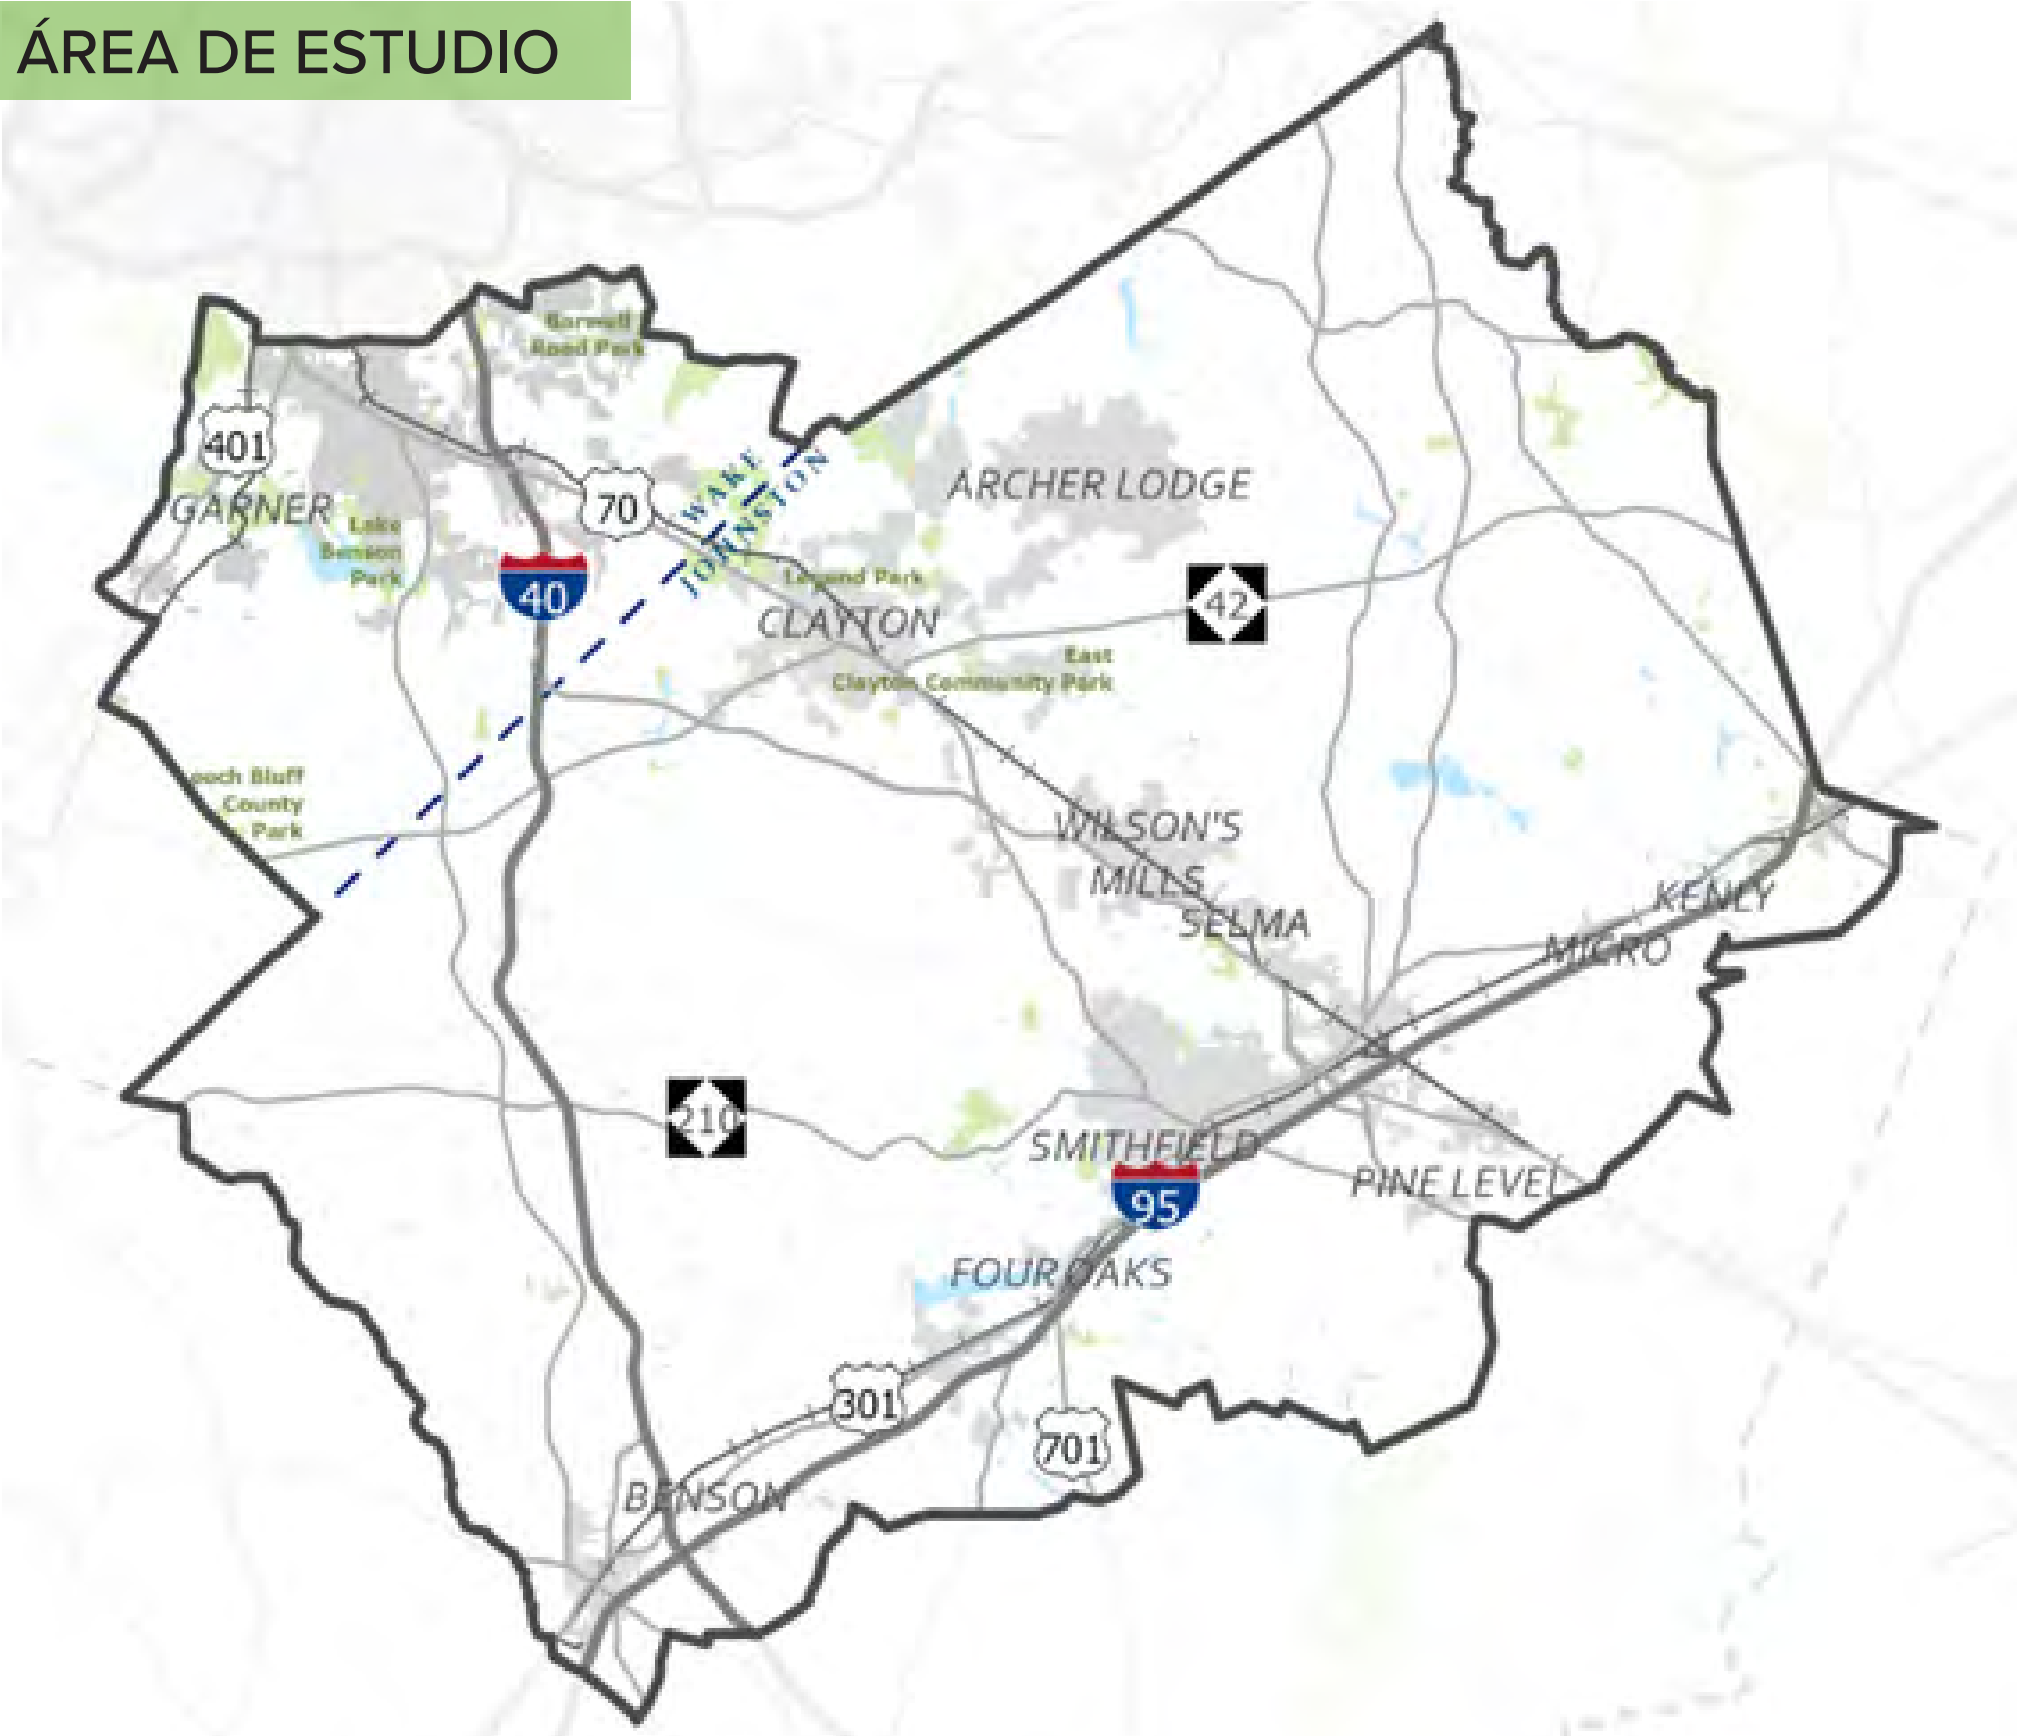 ÁREA DE ESTUDIO
Barwell
Road Park
401
GARNER
Lake
Benson
Park
70
WAKE
JOHNSTON
ARCHER LODGE
40
Legend Park
CLAYTON
42
East
Clayton Community Park
County
Park
WILSON'S
MILLS
SELMA
KENLY
MICRO
210
SMITHFIELD
95
PINE LEVEL
FOUR OAKS
301
701
BENSON